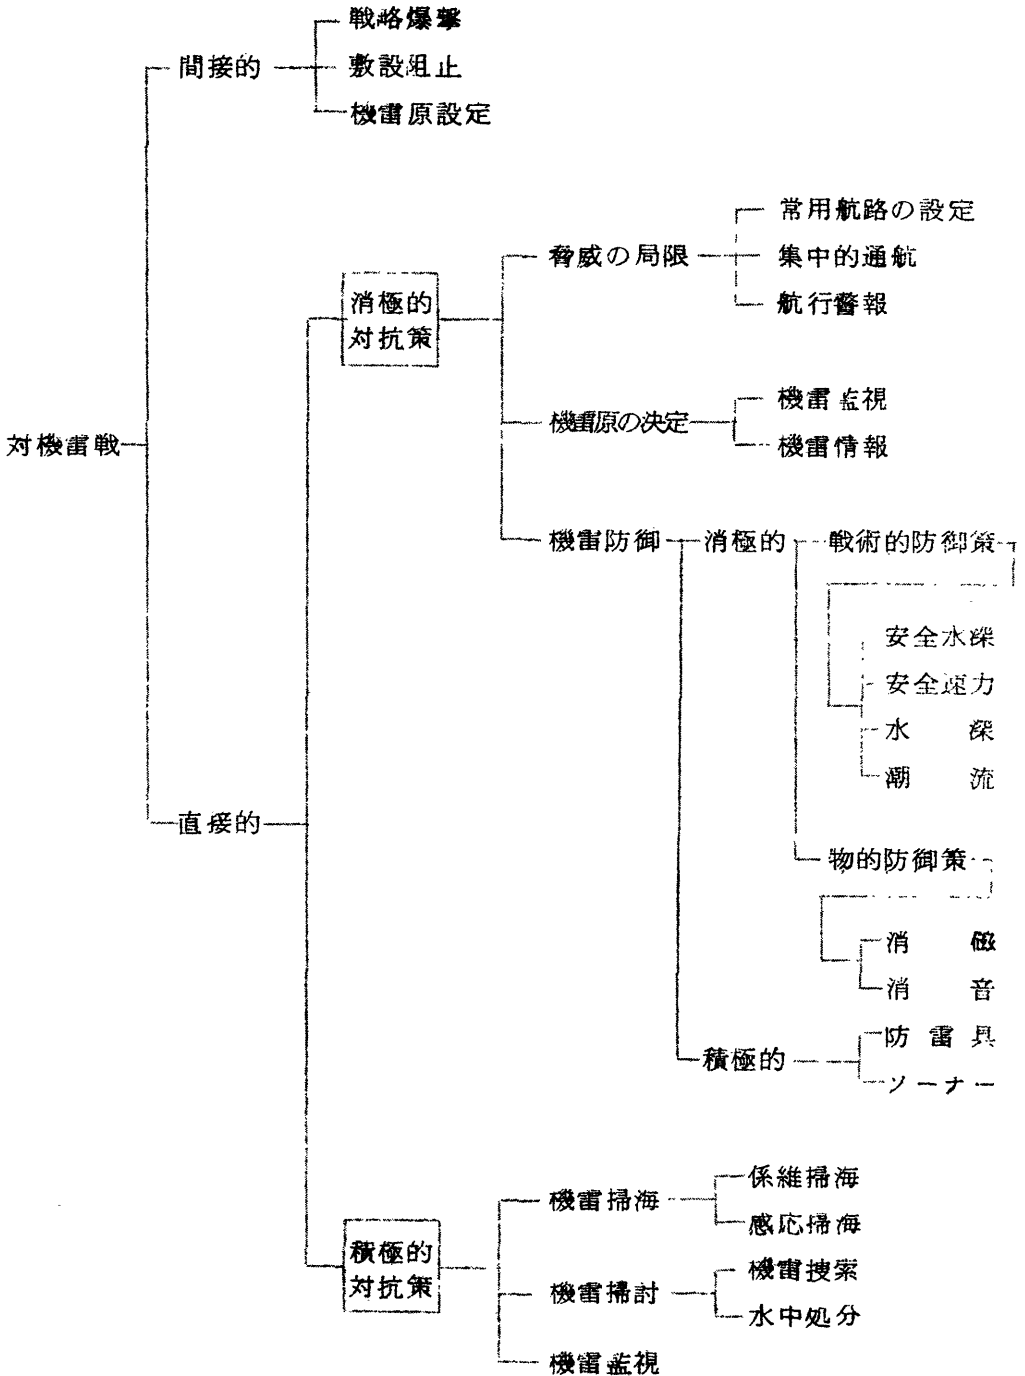 戦略爆撃
間接的
敷設阻止
機雷原設定
常用航路の設定
脅威の局限
集中的通航
消極的
対抗策
航行警報
機雷監視
対機雷戦
機雷原の決定
機雷情報
機雷防御
消極的
戦術的防御策
安全水深
安全速力
水 深
潮 流
直接的
物的防御策
消 磁
消 音
防雷具
積極的
ソーナー
係維掃海
機雷掃海
感応掃海
積極的
対抗策
機雷捜索
機雷掃討
水中処分
機雷監視